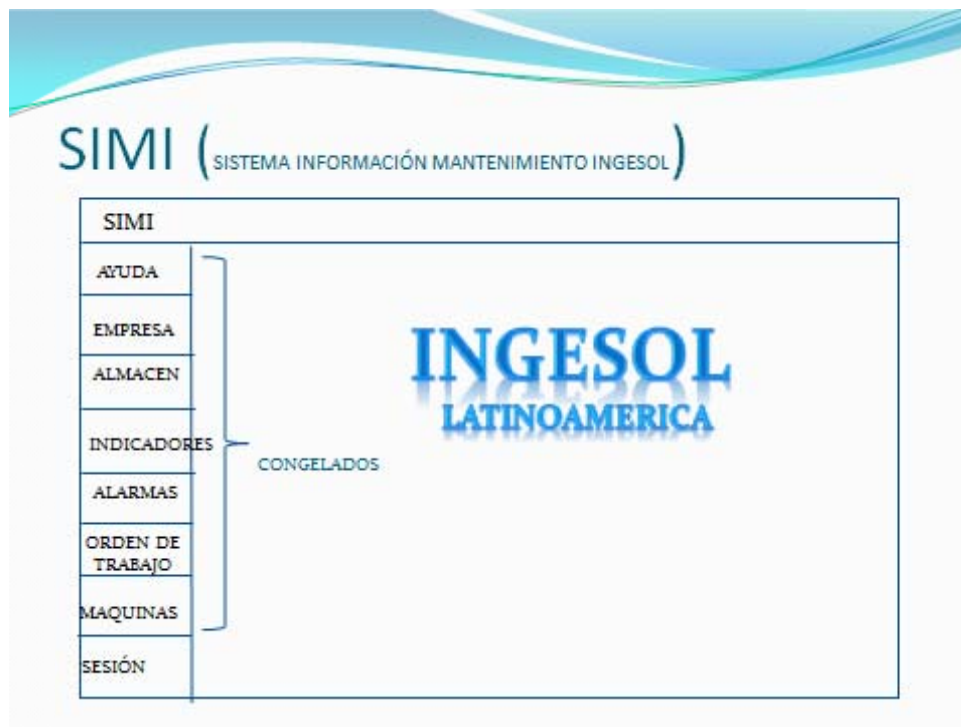 SIMI (SISTEMA INFORMACIÓN MANTENIMIENTO INGESOL)
SIMI
AYUDA
EMPRESA
ALMACEN
INDICADORES
ALARMAS
ORDEN DE
TRABAJO
MAQUINAS
SESIÓN
CONGELADOS
INGESOL
LATINOAMERICA